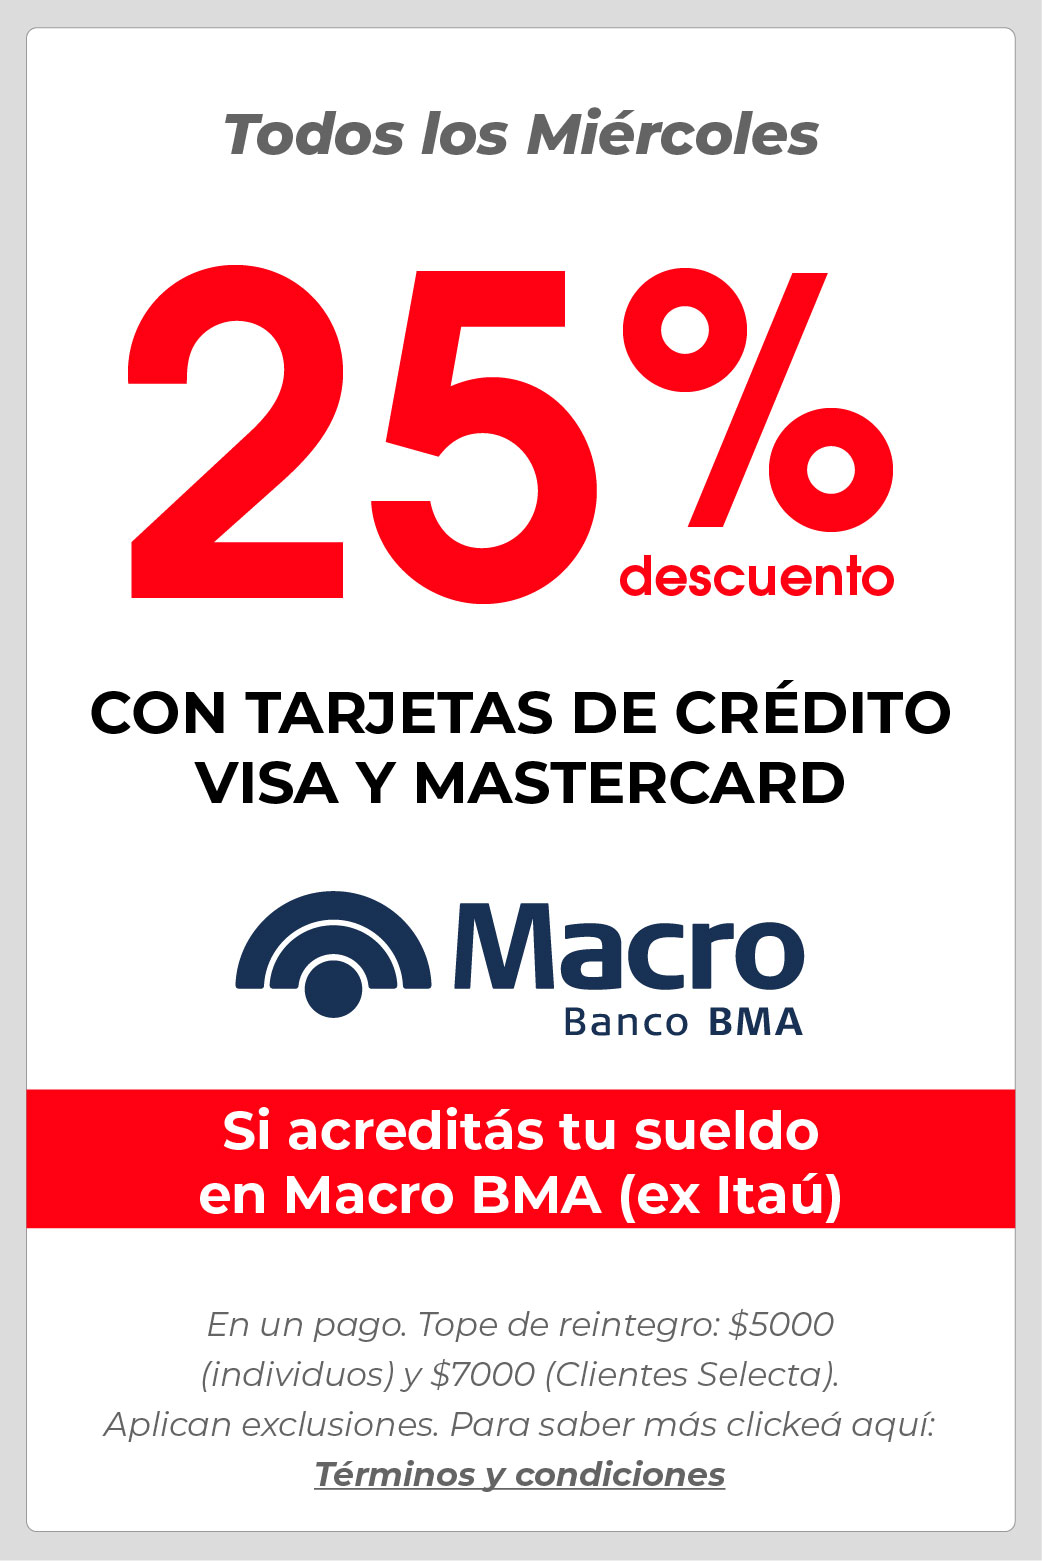 Todos los Miércoles
25%
descuento
CON TARJETAS DE CRÉDITO
VISA Y MASTERCARD
Macro
Banco BMA
Si acreditás tu sueldo
en Macro BMA (ex Itaú)
En un pago. Tope de reintegro: $5000
(individuos) y $7000 (Clientes Selecta).
Aplican exclusiones. Para saber más clickeá aquí:
Términos y condiciones